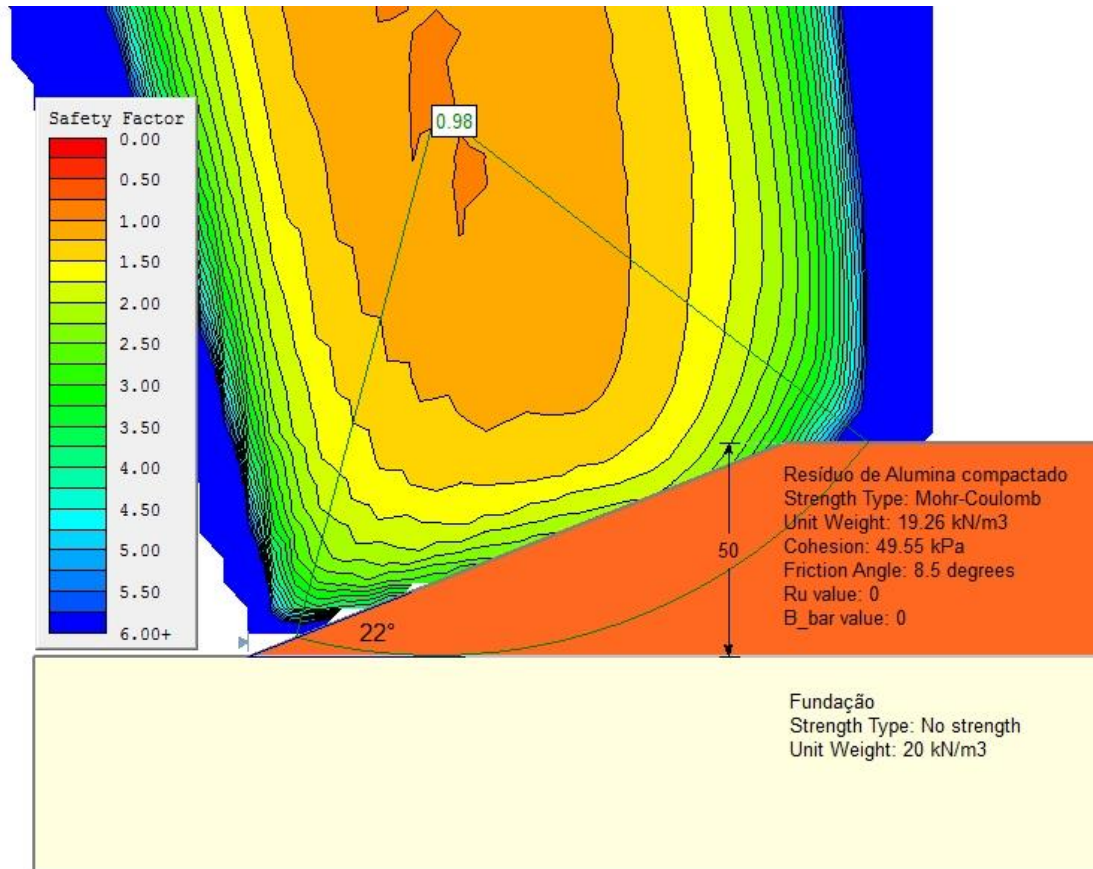 0.98
Safety Factor
0.00
0.50
1.00
1.50
2.00
2.50
3.00
3.50
4.00
4.50
5.00
5.50
6.00+
22°
50
Resíduo de Alumina compactado
Strength Type: Mohr-Coulomb
Unit Weight: 19.26 kN/m3
Cohesion: 49.55 kPa
Friction Angle: 8.5 degrees
Ru value: 0
B_bar value: 0
Fundação
Strength Type: No strength
Unit Weight: 20 kN/m3